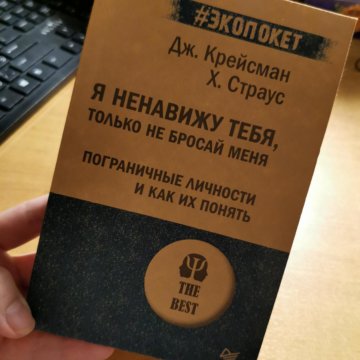 #ЭКОПОКЕТ
Дж. Крейсман
Х. Страус
Я НЕНАВИЖУ ТЕБЯ,
ТОЛЬКО НЕ БРОСАЙ МЕНЯ
ПОГРАНИЧНЫЕ ЛИЧНОСТИ
И КАК ИХ ПОНЯТЬ
Ψ
THE
BEST